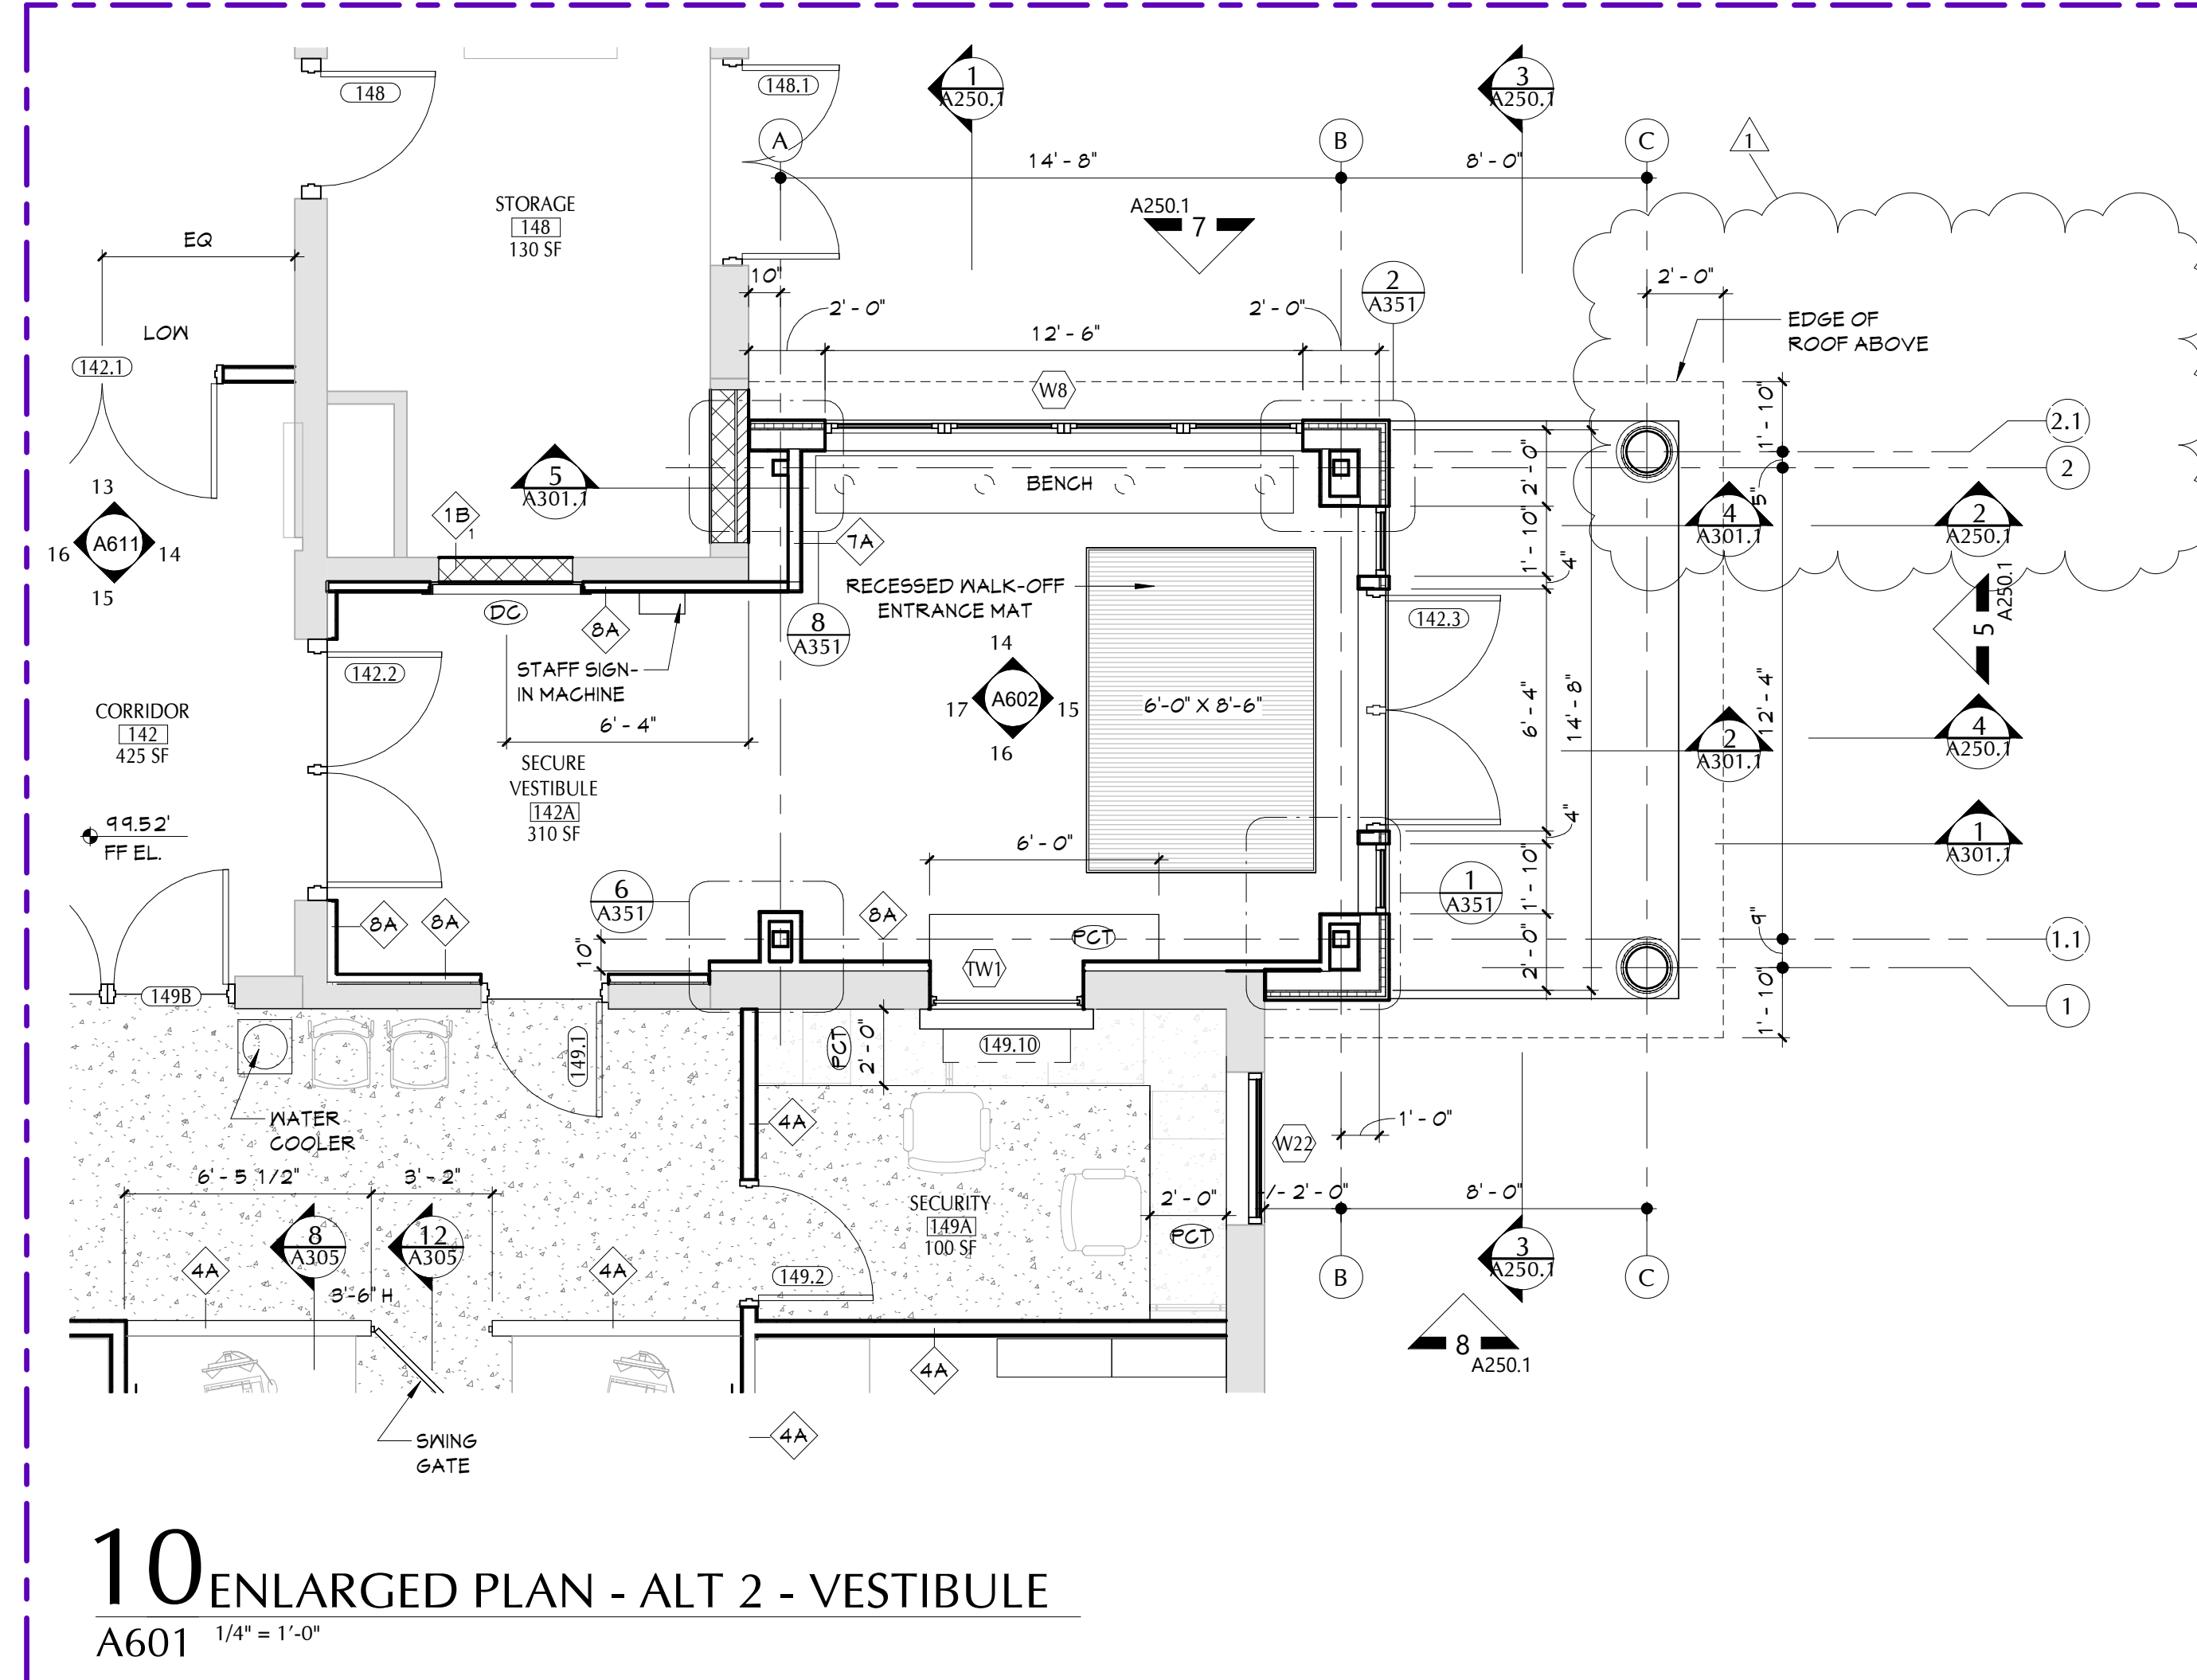 148
148.1
1
A250.1
3
A250.1
A
B
C
1
14' - 8"
8' - 0"
STORAGE
148
130 SF
A250.1
7
EQ
10"
2
A351
2' - 0"
2' - 0"
2' - 0"
12' - 6"
EDGE OF
ROOF ABOVE
LOW
142.1
W8
1' - 10"
2.1
2
5"
5
A301.1
BENCH
2' - 0"
13
16
A611
14
15
1B
1
7A
4
A301.1
2
A250.1
1' - 10"
4"
RECESSED WALK-OFF
ENTRANCE MAT
DC
8A
8
A351
142.3
5
A250.1
STAFF SIGN-
IN MACHINE
142.2
14
17
A602
15
16
6'-0" X 8'-6"
6' - 4"
14' - 8"
12' - 4"
CORRIDOR
142
425 SF
6' - 4"
SECURE
VESTIBULE
142A
310 SF
2
A301.1
4
A250.1
99.52'
FF EL.
6' - 0"
4"
1
A301.1
6
A351
8A
8A
8A
1
A351
1' - 10"
9"
10"
PCT
2' - 0"
1.1
TW1
149B
1' - 10"
1
149.1
PCT
2' - 0"
149.10
WATER
COOLER
4A
W22
1' - 0"
6' - 5 1/2"
3' - 2"
SECURITY
149A
100 SF
2' - 0"
/- 2' - 0"
8' - 0"
8
A305
12
A305
PCT
3
A250.1
4A
3'-6" H
4A
149.2
B
C
8
A250.1
4A
SWING
GATE
4A
10
ENLARGED PLAN - ALT 2 - VESTIBULE
A601
1/4" = 1'-0"